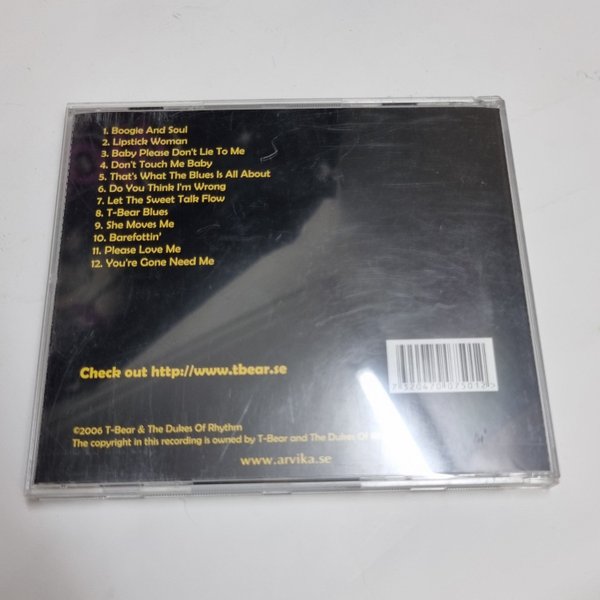 1. Boogie And Soul
2. Lipstick Woman
3. Baby Please Don't Lie To Me
4. Don't Touch Me Baby
5. That's What The Blues Is All About
6. Do You Think I'm Wrong
7. Let The Sweet Talk Flow
8. T-Bear Blues
9. She Moves Me
10. Barefottin'
11. Please Love Me
12. You're Gone Need Me
Check out http://www.tbear.se
7 320470 075012
©2006 T-Bear & The Dukes Of Rhythm
The copyright in this recording is owned by T-Bear and The Dukes Of
www.arvika.se